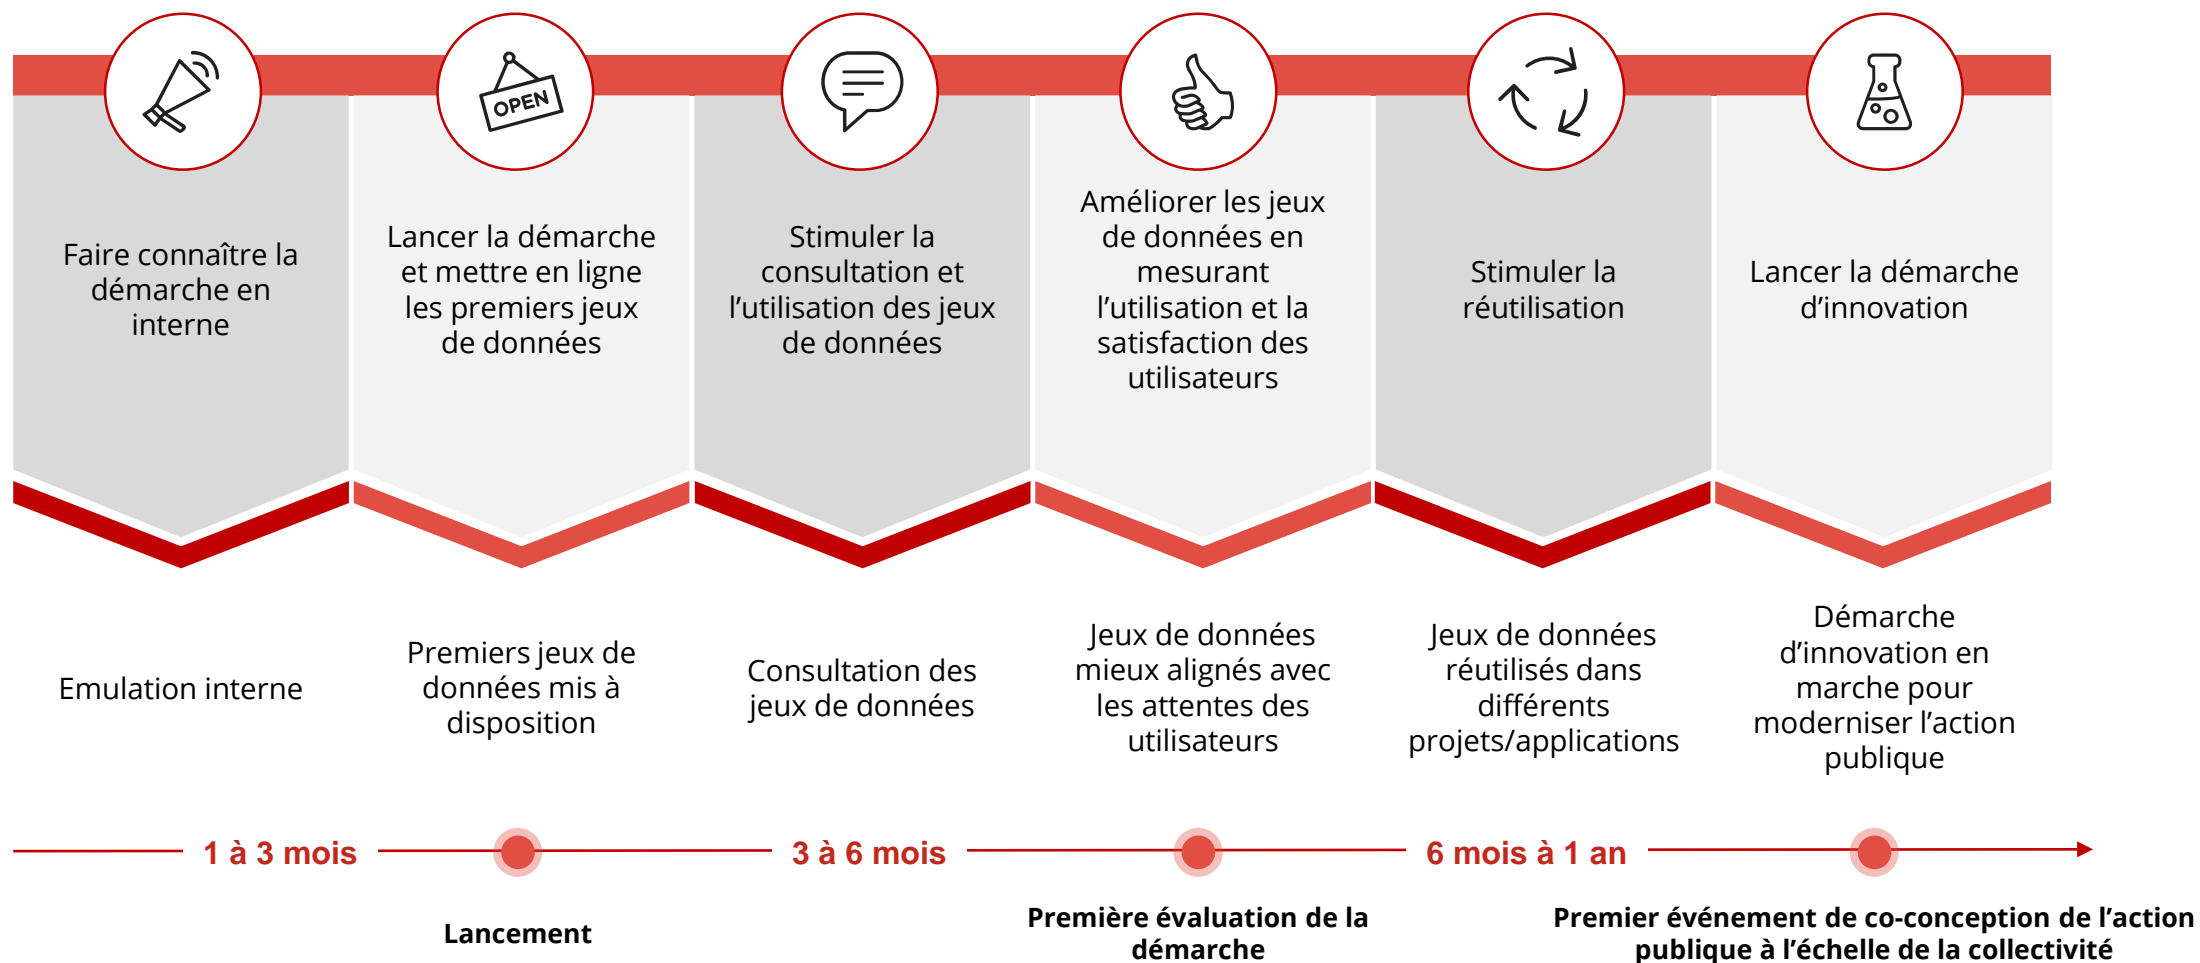 OPEN
Faire connaître la
démarche en
interne
Lancer la démarche
et mettre en ligne
les premiers jeux
de données
Stimuler la
consultation et
l’utilisation des jeux
de données
Améliorer les jeux
de données en
mesurant
l’utilisation et la
satisfaction des
utilisateurs
Stimuler la
réutilisation
Lancer la démarche
d’innovation
Emulation interne
Premiers jeux de
données mis à
disposition
Consultation des
jeux de données
Jeux de données
mieux alignés avec
les attentes des
utilisateurs
Jeux de données
réutilisés dans
différents
projets/applications
Démarche
d’innovation en
marche pour
moderniser l’action
publique
1 à 3 mois
3 à 6 mois
6 mois à 1 an
Lancement
Première évaluation de la
démarche
Premier événement de co-conception de l’action
publique à l’échelle de la collectivité